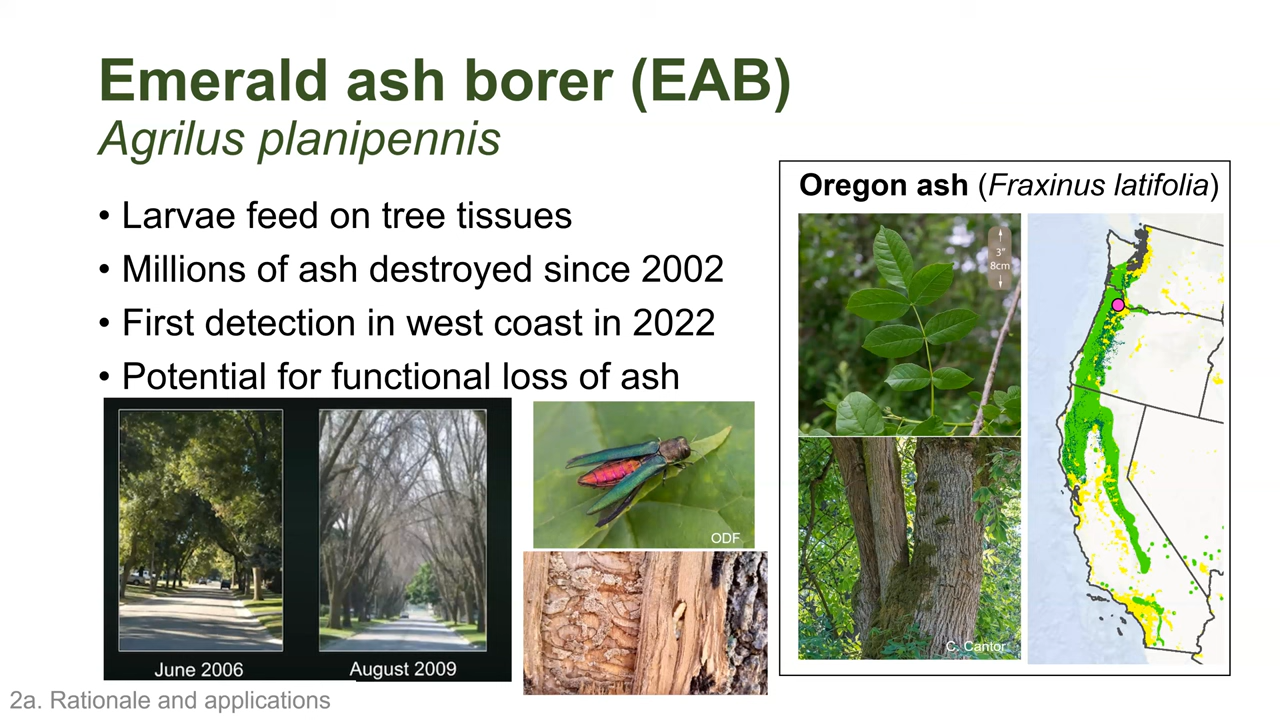 Emerald ash borer (EAB)
Agrilus planipennis
• Larvae feed on tree tissues
• Millions of ash destroyed since 2002
• First detection in west coast in 2022
• Potential for functional loss of ash
June 2006
August 2009
ODF
Oregon ash (Fraxinus latifolia)
3"
8cm
C. Cantor
2a. Rationale and applications